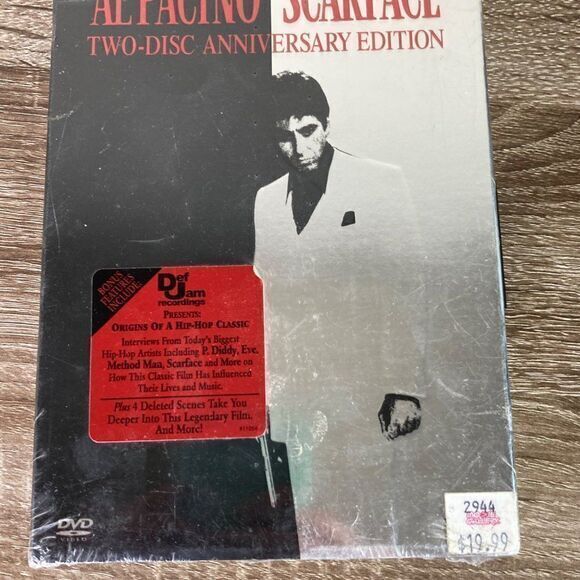 AL PACINO SCARFACE
TWO-DISC ANNIVERSARY EDITION
BONUS
FEATURES
INCLUDE:
Def
Jam
recordings
PRESENTS:
ORIGINS OF A HIP-HOP CLASSIC
Interviews From Today's Biggest
Hip-Hop Artists Including P. Diddy, Eve,
Method Man, Scarface and More on
How This Classic Film Has Influenced
Their Lives and Music.
Plus 4 Deleted Scenes Take You
Deeper Into This Legendary Film,
And More!
DVD
VIDEO
2944
$19.99